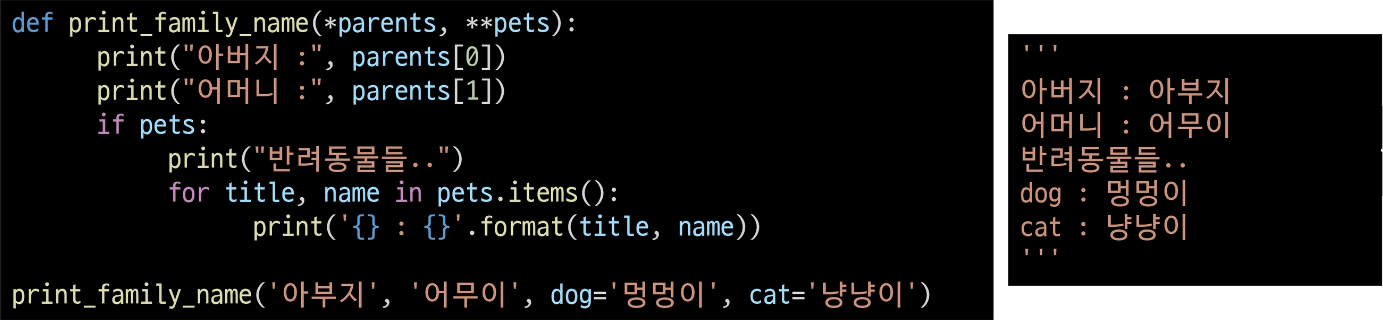 def print_family_name(*parents, **pets):
print("아버지 :", parents[0])
print("어머니 :", parents[1])
if pets:
print("반려동물들..")
for title, name in pets.items():
print('{} : {}'.format(title, name))
print_family_name('아부지', '어무이', dog='멍멍이', cat='냥냥이')
'''
아버지 : 아부지
어머니 : 어무이
반려동물들..
dog : 멍멍이
cat : 냥냥이
'''